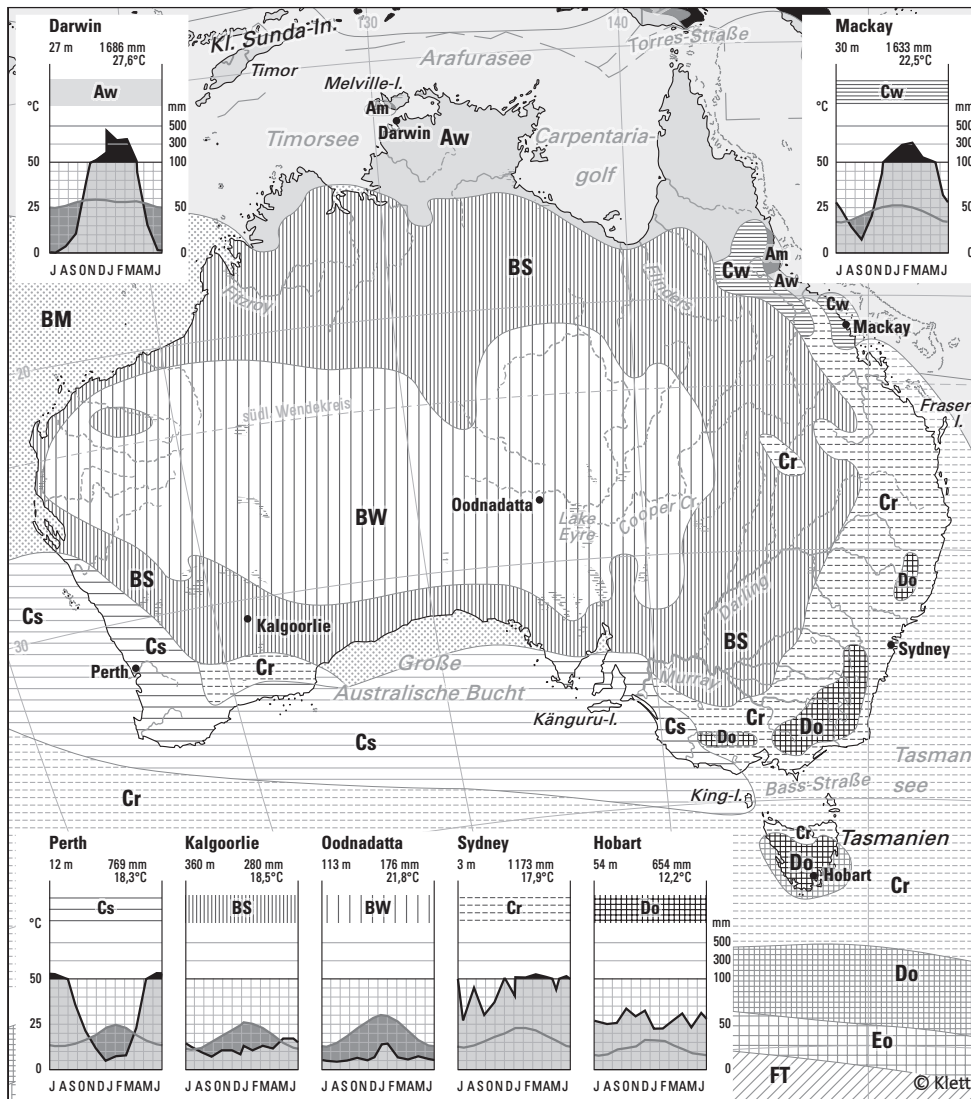 Darwin
27 m 1686 mm
27,6°C
Aw
°C mm
500
300
50 100
25 50
0 0
J A S O N D J F M A M J
Mackay
30 m 1633 mm
22,5°C
Cw
°C mm
500
300
50 100
25 50
0 0
J A S O N D J F M A M J
130
140
Kl. Sunda-In.
Timor
Arafurasee
Torres-Straße
Melville-I.
Am
Darwin
Aw
Timorsee
Carpentaria-
golf
BS
Fitzroy
Flinders
Cw
Am
Aw
Cw
Mackay
BM
20
südl. Wendekreis
Fraser
I.
Cr
Cr
Oodnadatta
Lake
Eyre
Cooper Cr.
BW
BS
Do
Darling
Cs
Kalgoorlie
Cs
BS
30
Perth
Cr
Große
Australische Bucht
Murray
Sydney
Känguru-I.
Cs
Cr
Do
Do
Cs
Tasman-
see
Bass-Straße
King-I.
Cr
Cr
Tasmanien
Do
Hobart
Cr
Do
Eo
FT
Perth
12 m 769 mm
18,3°C
Cs
°C
50
25
0
J A S O N D J F M A M J
Kalgoorlie
360 m 280 mm
18,5°C
BS
J A S O N D J F M A M J
Oodnadatta
113 m 176 mm
21,8°C
BW
J A S O N D J F M A M J
Sydney
3 m 1173 mm
17,9°C
Cr
J A S O N D J F M A M J
Hobart
54 m 654 mm
12,2°C
Do
mm
500
300
100
50
0
J A S O N D J F M A M J
© Klett